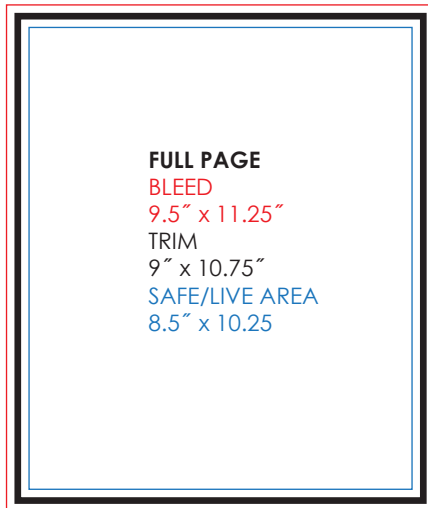 FULL PAGE
BLEED
9.5˝ x 11.25˝
TRIM
9˝ x 10.75˝
SAFE/LIVE AREA
8.5˝ x 10.25